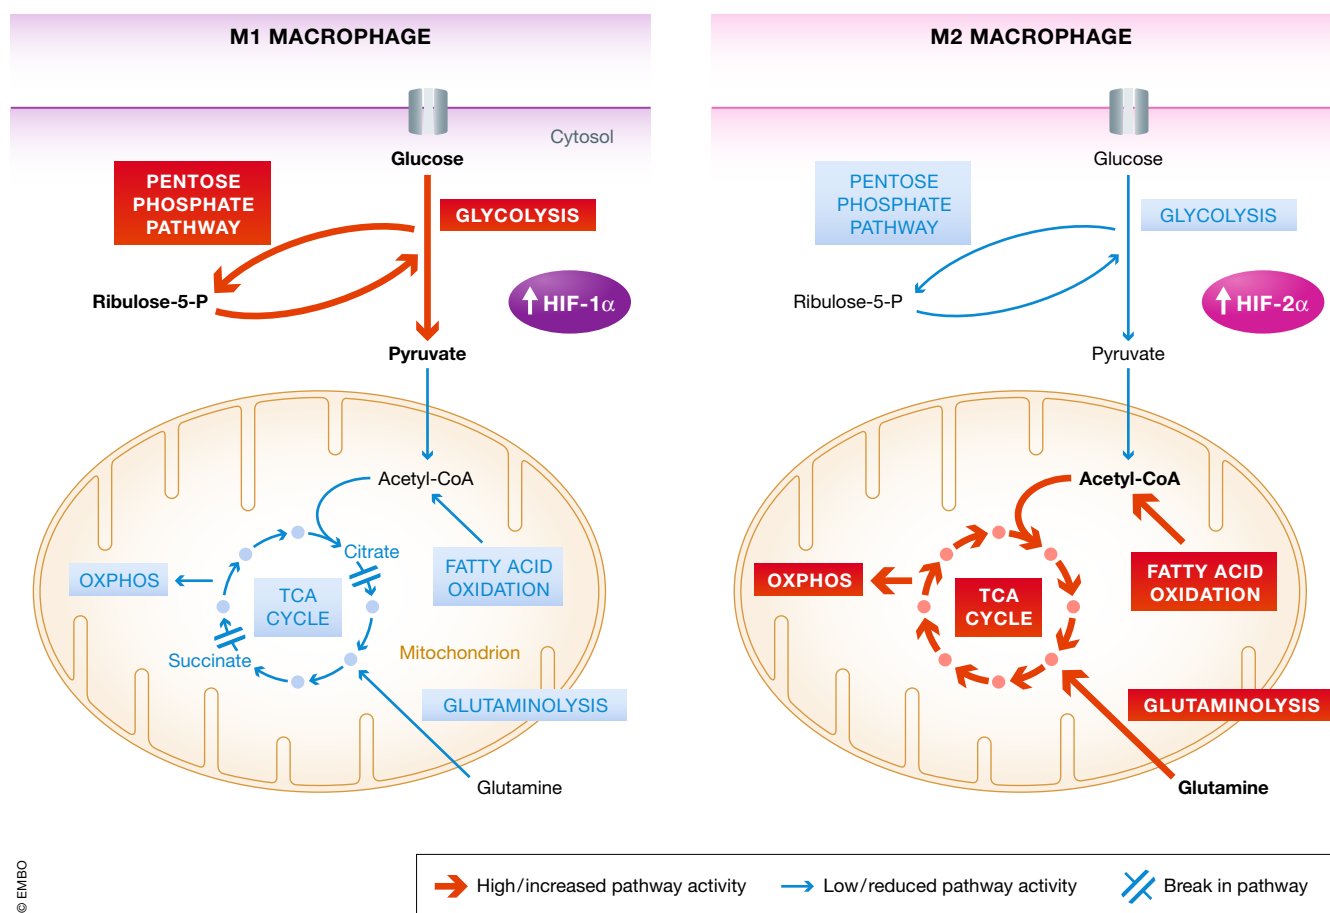 M1 MACROPHAGE
Cytosol
Glucose
PENTOSE
PHOSPHATE
PATHWAY
GLYCOLYSIS
Ribulose-5-P
HIF-1α
Pyruvate
Acetyl-CoA
Citrate
OXPHOS
TCA
CYCLE
FATTY ACID
OXIDATION
Succinate
Mitochondrion
GLUTAMINOLYSIS
Glutamine
M2 MACROPHAGE
Glucose
PENTOSE
PHOSPHATE
PATHWAY
GLYCOLYSIS
Ribulose-5-P
HIF-2α
Pyruvate
Acetyl-CoA
OXPHOS
TCA
CYCLE
FATTY ACID
OXIDATION
GLUTAMINOLYSIS
Glutamine
© EMBO
High/increased pathway activity
Low/reduced pathway activity
Break in pathway